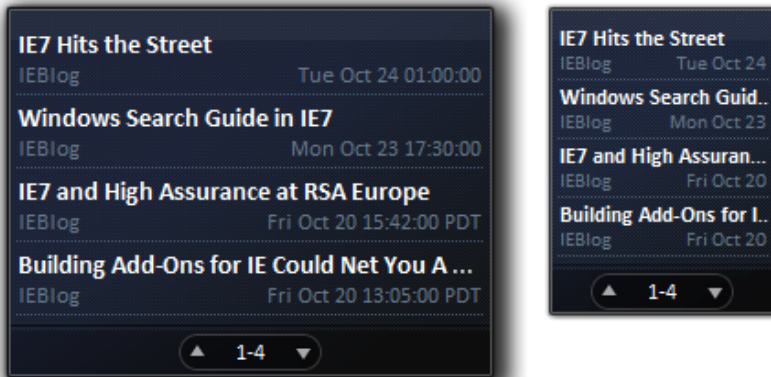 IE7 Hits the Street
IEBlog Tue Oct 24 01:00:00
Windows Search Guide in IE7
IEBlog Mon Oct 23 17:30:00
IE7 and High Assurance at RSA Europe
IEBlog Fri Oct 20 15:42:00 PDT
Building Add-Ons for IE Could Net You A ...
IEBlog Fri Oct 20 13:05:00 PDT
1-4
IE7 Hits the Street
IEBlog Tue Oct 24
Windows Search Guid..
IEBlog Mon Oct 23
IE7 and High Assuran...
IEBlog Fri Oct 20
Building Add-Ons for I..
IEBlog Fri Oct 20
1-4